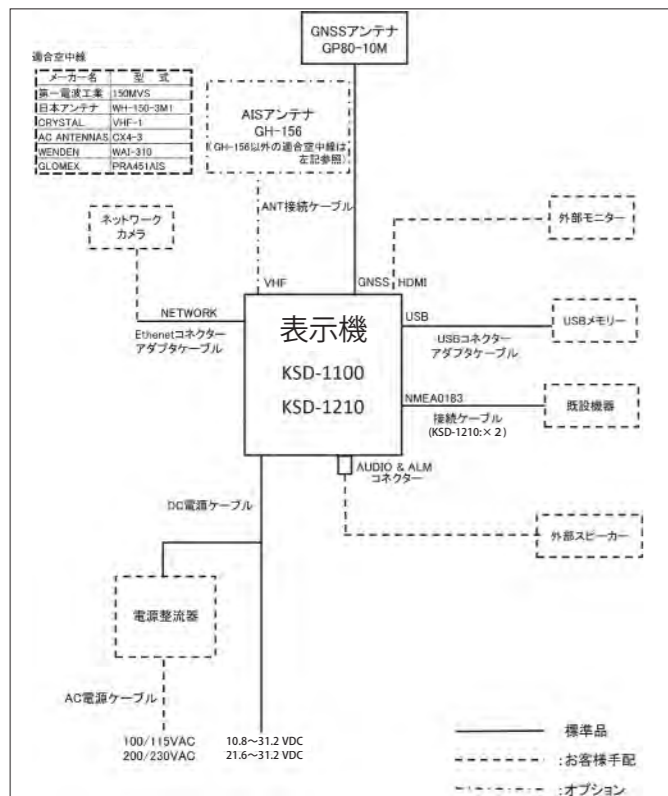 GNSSアンテナ
GP80-10M
適合空中線
メーカー名 型 式
第一電波工業 150MVS
日本アンテナ WH-150-3M1
CRYSTAL VHF-1
AC ANTENNAS CX4-3
WENDEN WAI-310
GLOMEX PRA451AIS
AISアンテナ
GH-156
(GH-156以外の適合空中線は
左記参照)
ANT接続ケーブル
ネットワーク
カメラ
外部モニター
VHF
GNSS
HDMI
NETWORK
Ethenetコネクター
アダプタケーブル
表示機
KSD-1100
KSD-1210
USB
USBコネクター
アダプタケーブル
USBメモリー
NMEA0183
接続ケーブル
(KSD-1210:×2)
既設機器
AUDIO & ALM
コネクター
DC電源ケーブル
外部スピーカー
電源整流器
AC電源ケーブル
100/115VAC
200/230VAC
10.8～31.2 VDC
21.6～31.2 VDC
標準品
:お客様手配
:オプション